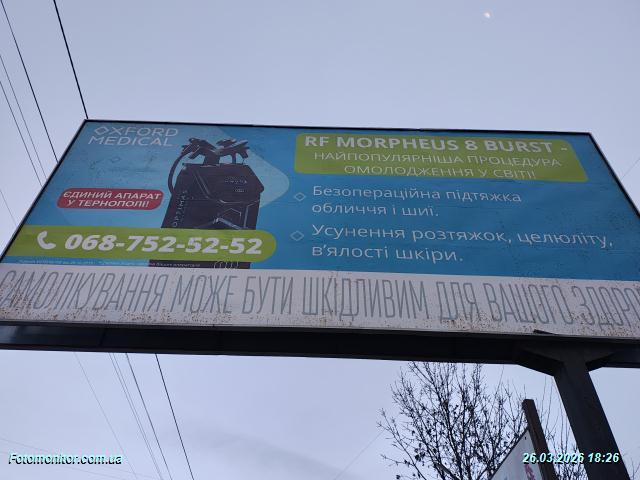 OXFORD
MEDICAL
RF MORPHEUS 8 BURST -
НАЙПОПУЛЯРНІША ПРОЦЕДУРА
ОМОЛОДЖЕННЯ У СВІТІ!
ЄДИНИЙ АПАРАТ
У ТЕРНОПОЛІ!
Безопераційна підтяжка
обличчя і шиї.
Усунення розтяжок, целюліту,
в'ялості шкіри.
068-752-52-52
САМОЛІКУВАННЯ МОЖЕ БУТИ ШКІДЛИВИМ ДЛЯ ВАШОГО ЗДОРО
Fotomonitor.com.ua
26.03.2026 18:26